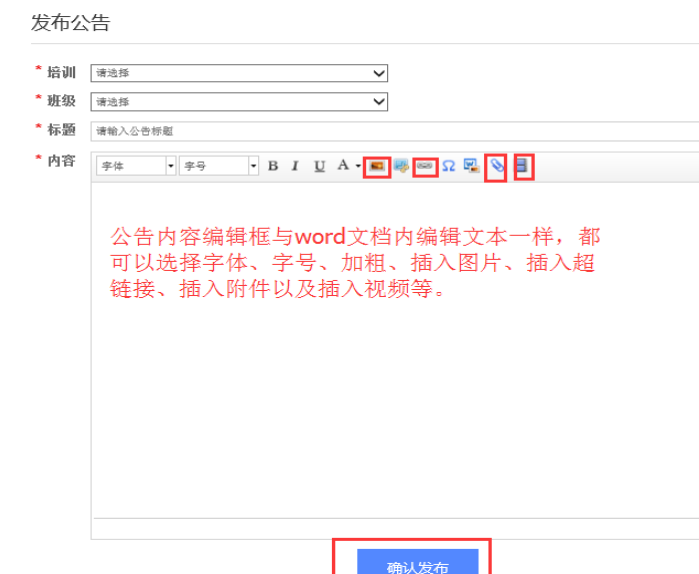 发布公告
* 培训 请选择
* 班级 请选择
* 标题 请输入公告标题
* 内容 字体 字号 B I U A Ω
公告内容编辑框与word文档内编辑文本一样，都
可以选择字体、字号、加粗、插入图片、插入超
链接、插入附件以及插入视频等。
确认发布